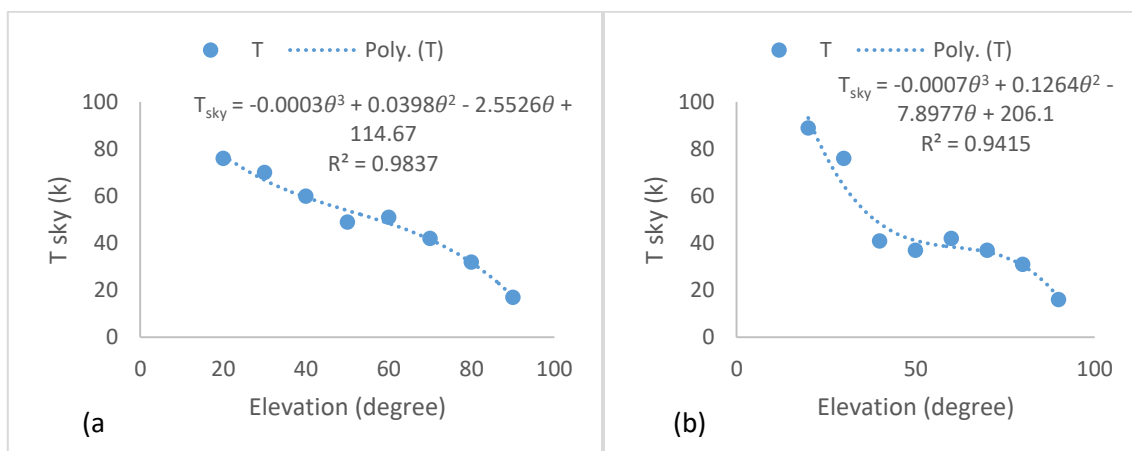 T Poly. (T)
T_sky = -0.0003θ³ + 0.0398θ² - 2.5526θ +
114.67
R² = 0.9837
100
80
60
40
20
0
0 20 40 60 80 100
T sky (k)
Elevation (degree)
(a
T Poly. (T)
T_sky = -0.0007θ³ + 0.1264θ² -
7.8977θ + 206.1
R² = 0.9415
100
80
60
40
20
0
0 50 100
T sky (k)
Elevation (degree)
(b)